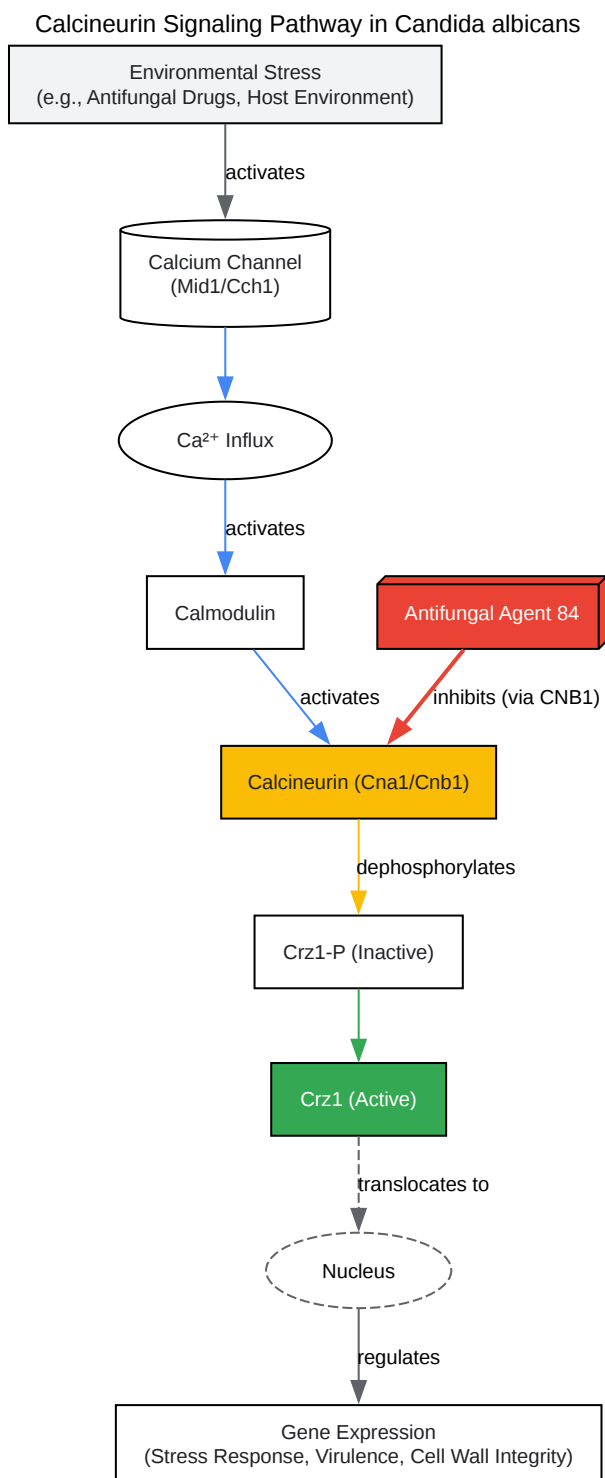 Calcineurin Signaling Pathway in Candida albicans
Environmental Stress
(e.g., Antifungal Drugs, Host Environment)
activates
Calcium Channel
(Mid1/Cch1)
Ca²⁺ Influx
activates
Calmodulin
Antifungal Agent 84
activates
inhibits (via CNB1)
Calcineurin (Cna1/Cnb1)
dephosphorylates
Crz1-P (Inactive)
Crz1 (Active)
translocates to
Nucleus
regulates
Gene Expression
(Stress Response, Virulence, Cell Wall Integrity)